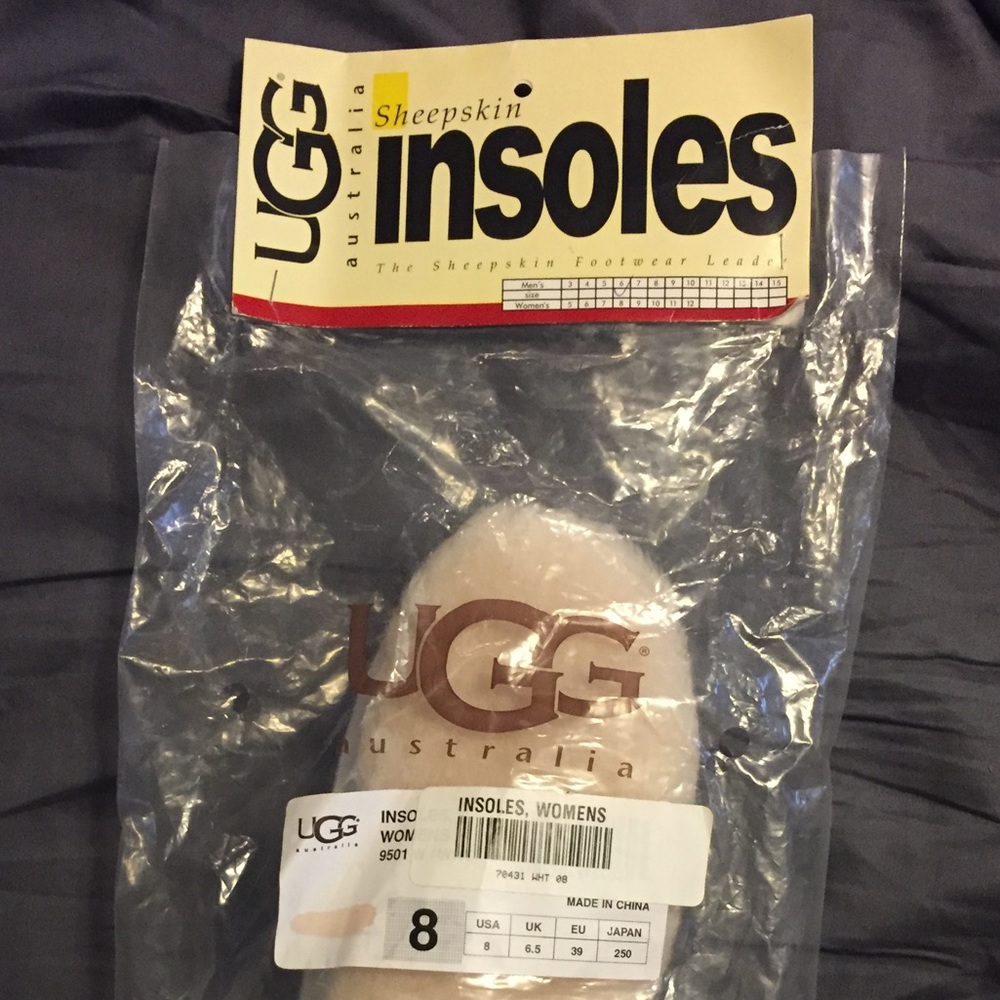 UGG®
australia
Sheepskin
insoles
The Sheepskin Footwear Leader
Men's 3 4 5 6 7 8 9 10 11 12 13 14 15
size
Women's 5 6 7 8 9 10 11 12
UGG®
australia
UGG
australia
INSO
WOMENS
9501
INSOLES, WOMENS
70431 WHT 08
MADE IN CHINA
8
USA UK EU JAPAN
8 6.5 39 250